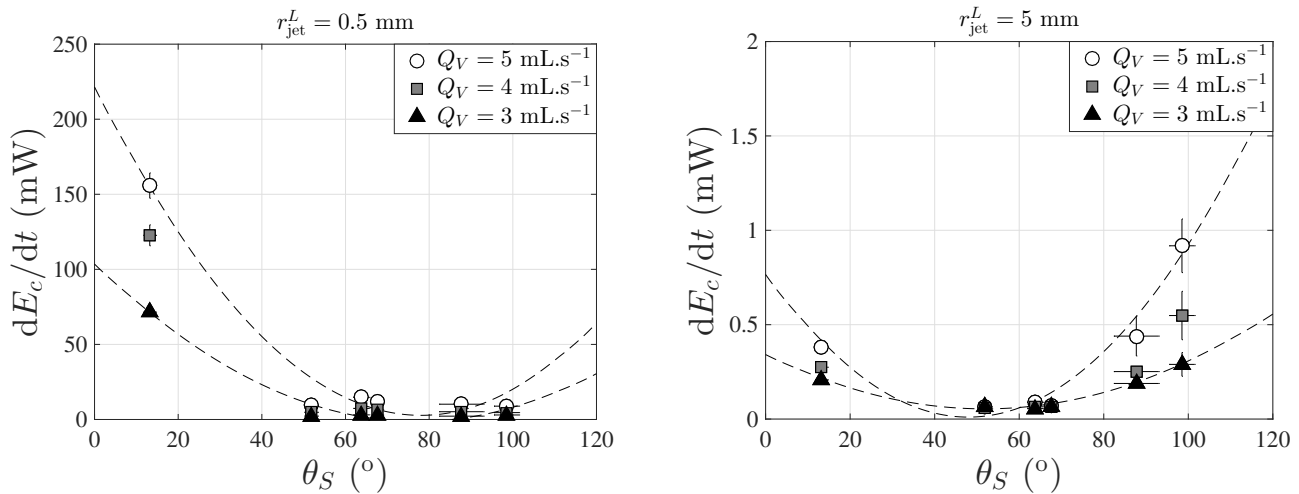 r_jet^L = 0.5 mm
dE_c/dt (mW)
250
200
150
100
50
0
Q_V = 5 mL.s⁻¹
Q_V = 4 mL.s⁻¹
Q_V = 3 mL.s⁻¹
0 20 40 60 80 100 120
θ_S (°)
r_jet^L = 5 mm
dE_c/dt (mW)
2
1.5
1
0.5
0
Q_V = 5 mL.s⁻¹
Q_V = 4 mL.s⁻¹
Q_V = 3 mL.s⁻¹
0 20 40 60 80 100 120
θ_S (°)